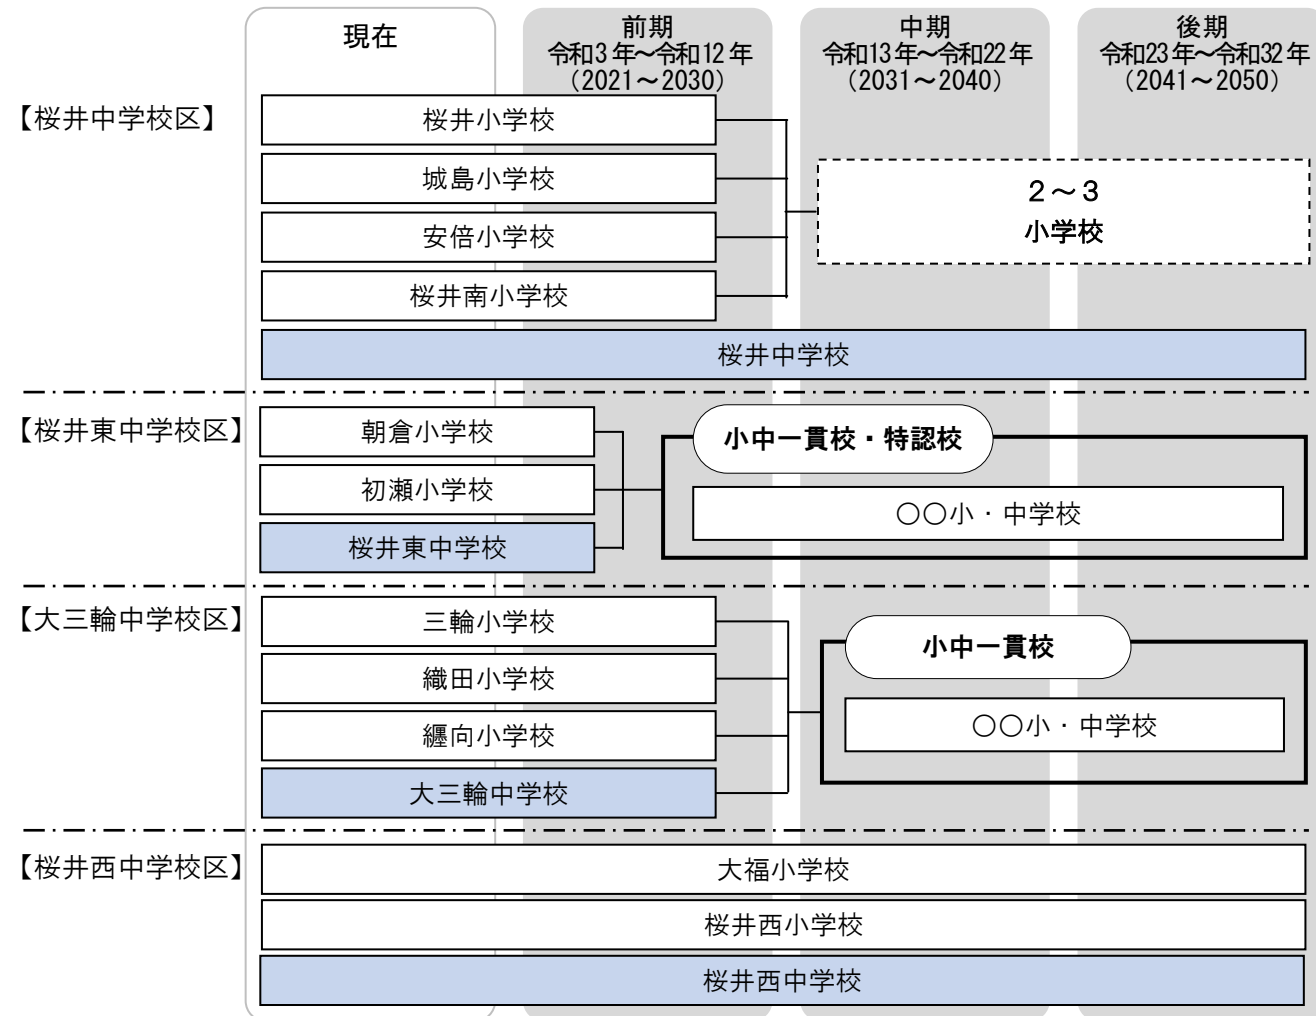 現在
前期
令和3年～令和12年
（2021～2030）
中期
令和13年～令和22年
（2031～2040）
後期
令和23年～令和32年
（2041～2050）
【桜井中学校区】
桜井小学校
城島小学校
安倍小学校
桜井南小学校
２～３
小学校
桜井中学校
【桜井東中学校区】
朝倉小学校
初瀬小学校
桜井東中学校
小中一貫校・特認校
〇〇小・中学校
【大三輪中学校区】
三輪小学校
織田小学校
纒向小学校
大三輪中学校
小中一貫校
〇〇小・中学校
【桜井西中学校区】
大福小学校
桜井西小学校
桜井西中学校